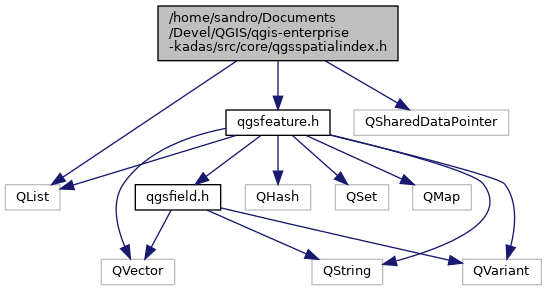 /home/sandro/Documents
/Devel/QGIS/qgis-enterprise
-kadas/src/core/qgsspatialindex.h
qgsfeature.h
QSharedDataPointer
QList
qgsfield.h
QHash
QSet
QMap
QVector
QString
QVariant